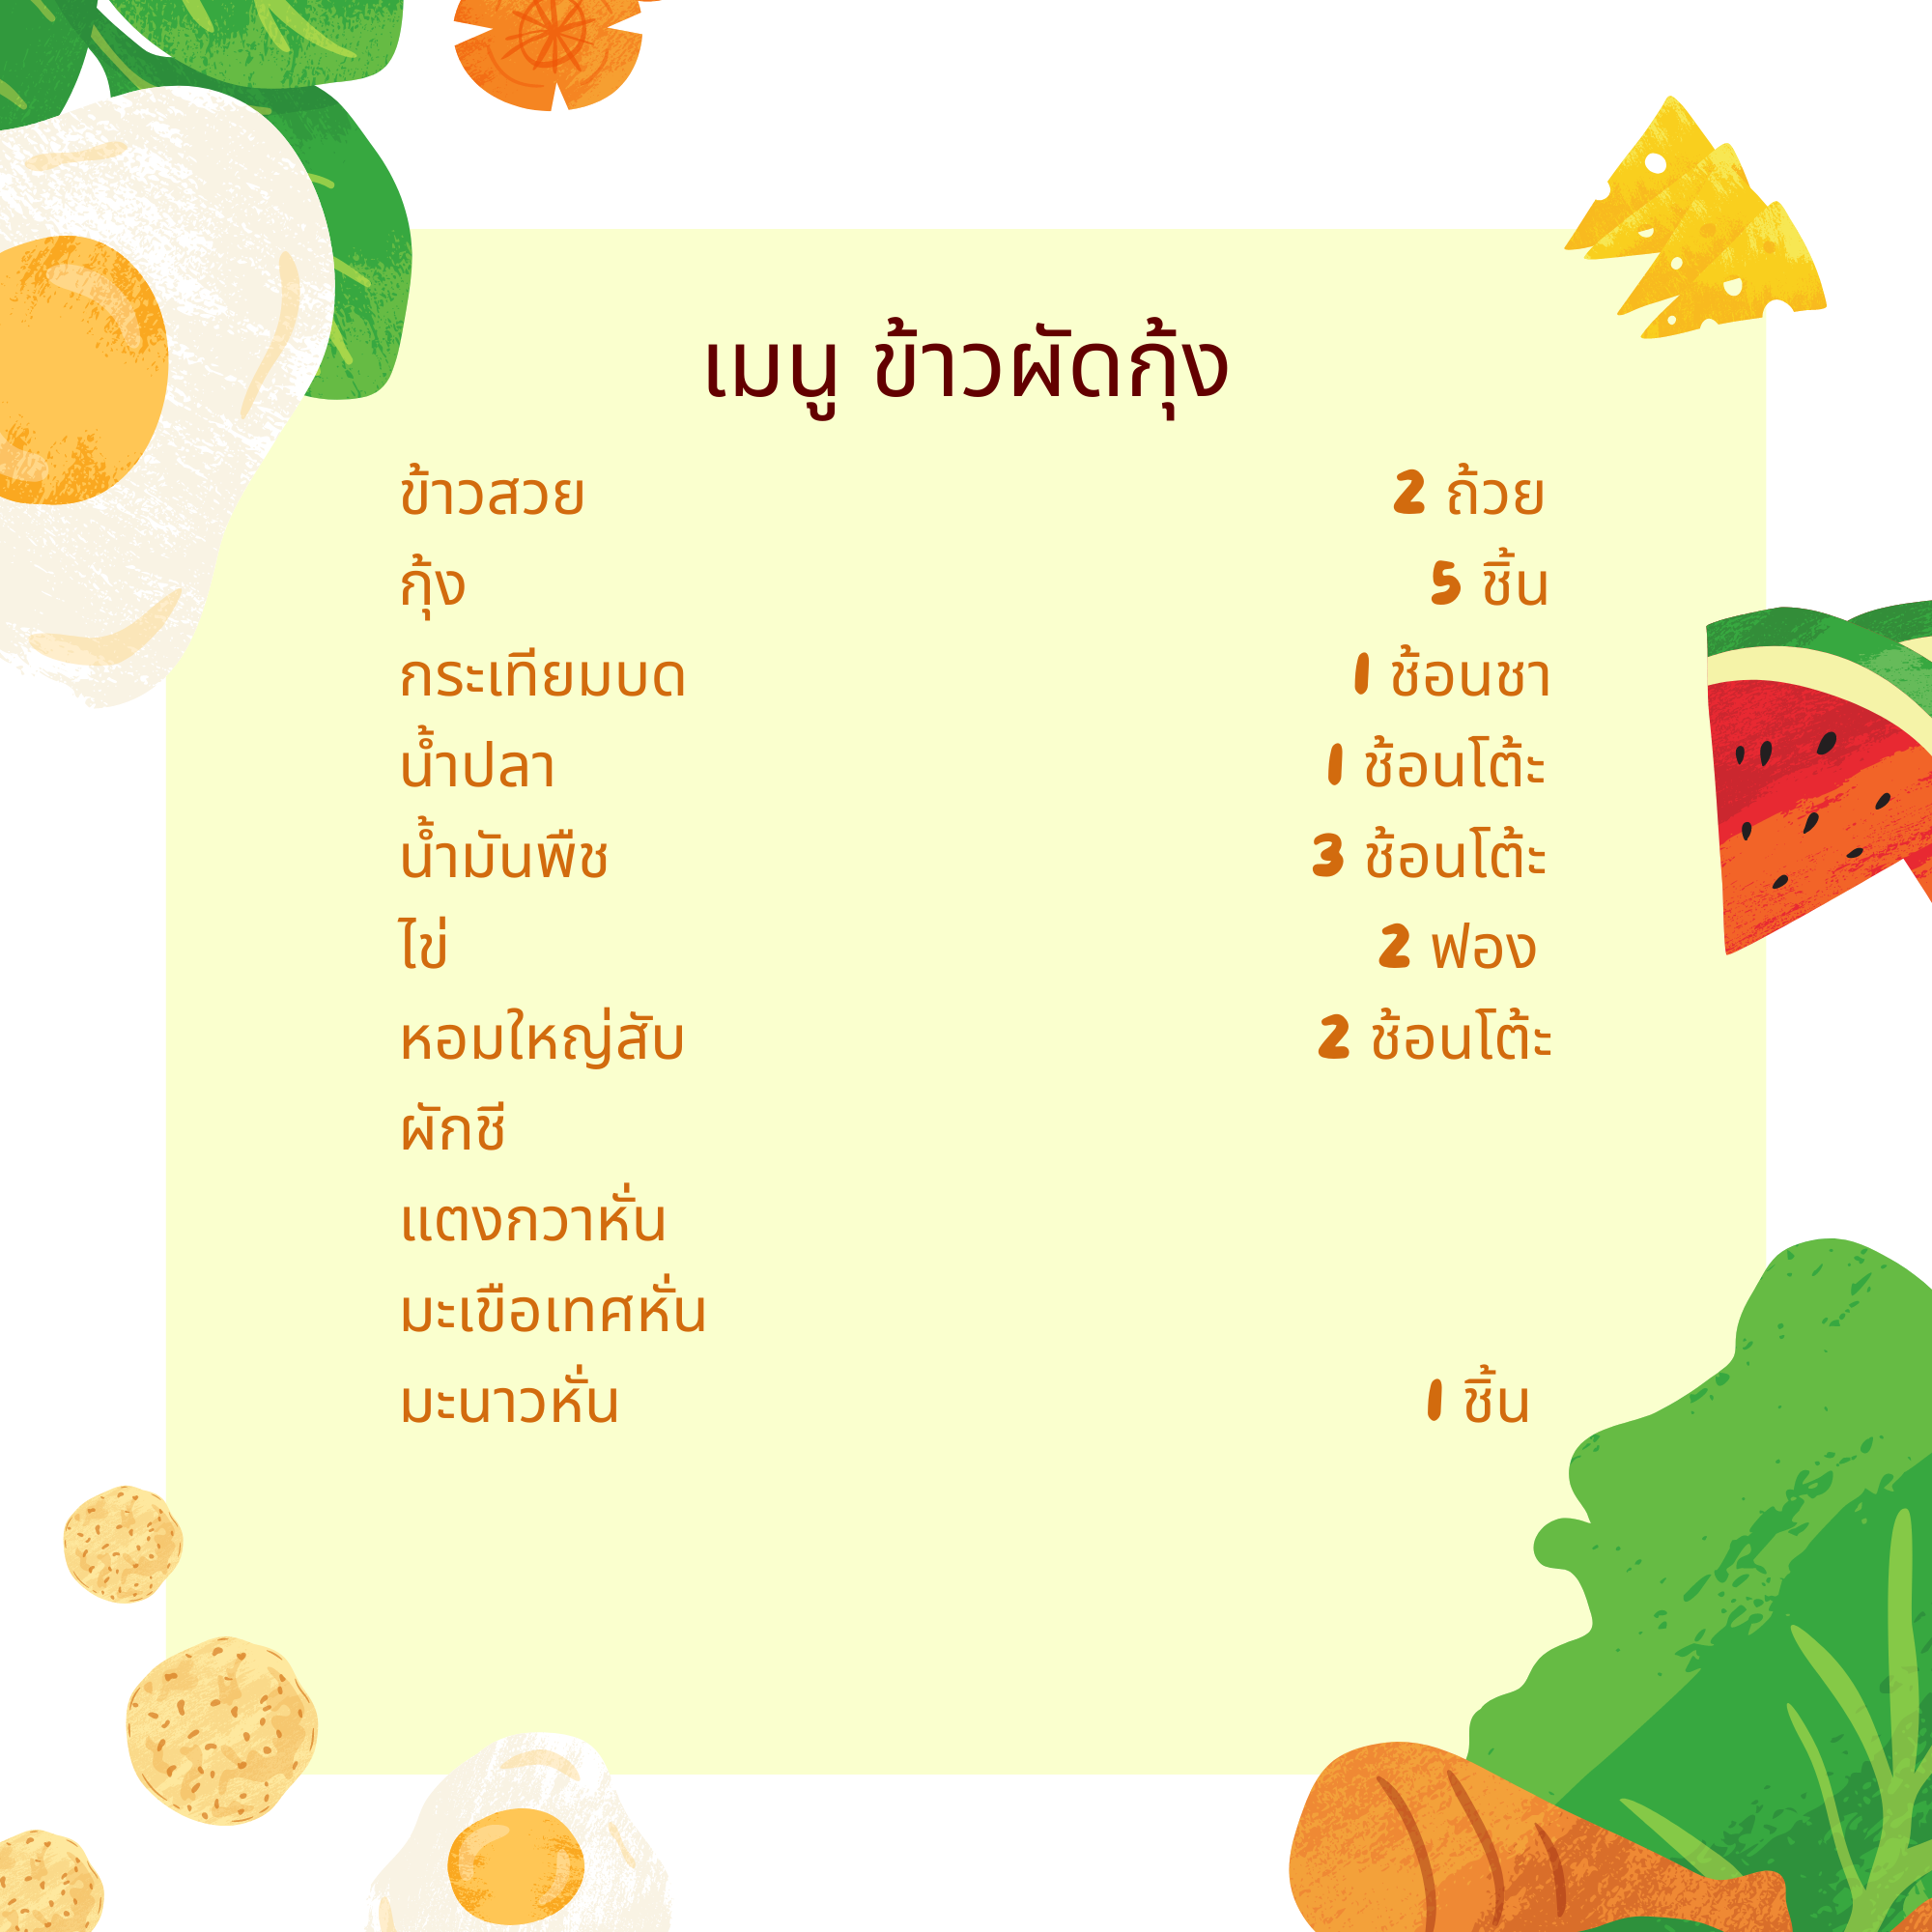 เมนู ข้าวผัดกุ้ง
ข้าวสวย 2 ถ้วย
กุ้ง 5 ชิ้น
กระเทียมบด 1 ช้อนชา
น้ำปลา 1 ช้อนโต้ะ
น้ำมันพืช 3 ช้อนโต้ะ
ไข่ 2 ฟอง
หอมใหญ่สับ 2 ช้อนโต้ะ
ผักชี
แตงกวาหั่น
มะเขือเทศหั่น
มะนาวหั่น 1 ชิ้น